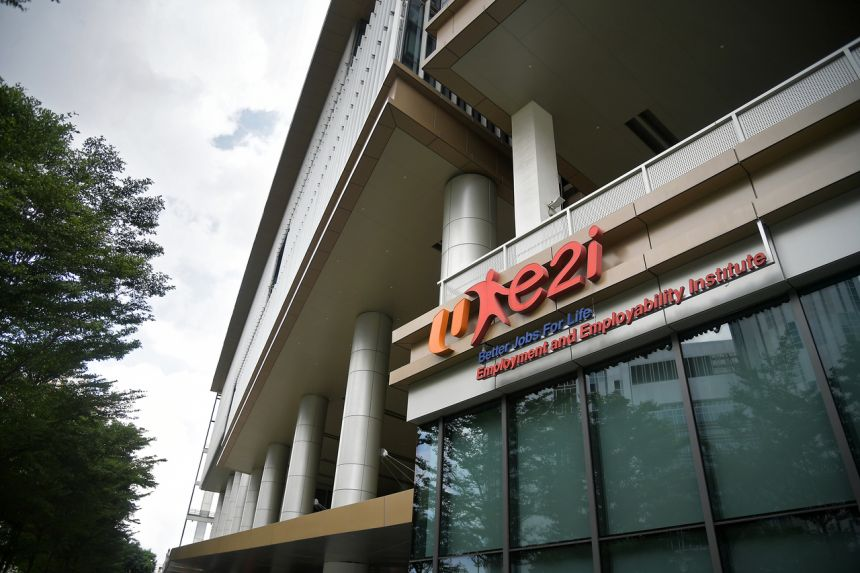 e2i
Better Jobs For Life
Employment and Employability Institute